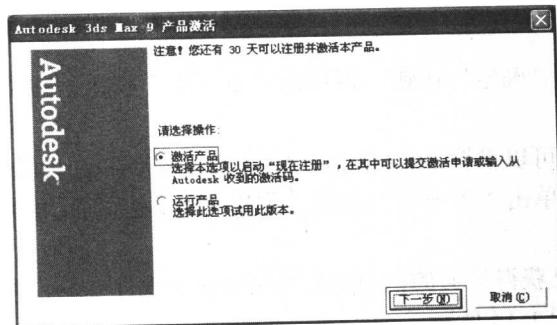 Autodesk 3ds Max 9 产品激活
注意! 您还有 30 天可以注册并激活本产品。
Autodesk
请选择操作:
激活产品
选择本选项以启动“现在注册”，在其中可以提交激活申请或输入从
Autodesk 收到的激活码。
运行产品
选择此选项试用此版本。
下一步(N)
取消(C)